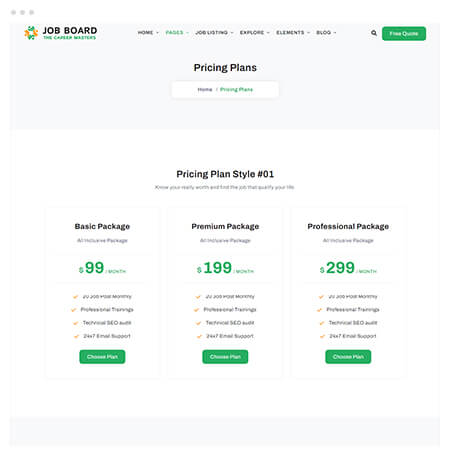 JOB BOARD
THE CAREER MASTERS
HOME PAGES JOB LISTING EXPLORE ELEMENTS BLOG
Free Quote
Pricing Plans
Home / Pricing Plans
Pricing Plan Style #01
Know your really worth and find the job that qualify your life
Basic Package
All Inclusive Package
$ 99 / MONTH
20 Job Post Monthly
Professional Trainings
Technical SEO audit
24x7 Email Support
Choose Plan
Premium Package
All Inclusive Package
$ 199 / MONTH
20 Job Post Monthly
Professional Trainings
Technical SEO audit
24x7 Email Support
Choose Plan
Professional Package
All Inclusive Package
$ 299 / MONTH
20 Job Post Monthly
Professional Trainings
Technical SEO audit
24x7 Email Support
Choose Plan